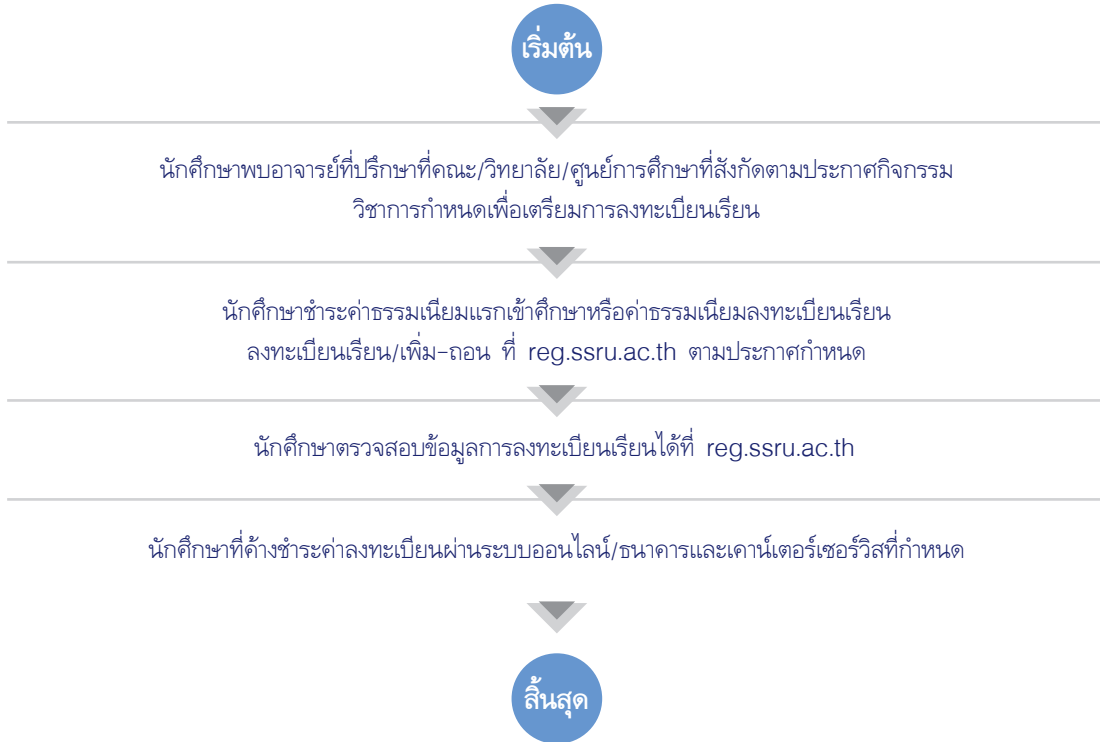 เริ่มต้น
นักศึกษาพบอาจารย์ที่ปรึกษาที่คณะ/วิทยาลัย/ศูนย์การศึกษาที่สังกัดตามประกาศกิจกรรม
วิชาการกำหนดเพื่อเตรียมการลงทะเบียนเรียน
นักศึกษาชำระค่าธรรมเนียมแรกเข้าศึกษาหรือค่าธรรมเนียมลงทะเบียนเรียน
ลงทะเบียนเรียน/เพิ่ม-ถอน ที่ reg.ssru.ac.th ตามประกาศกำหนด
นักศึกษาตรวจสอบข้อมูลการลงทะเบียนเรียนได้ที่ reg.ssru.ac.th
นักศึกษาที่ค้างชำระค่าลงทะเบียนผ่านระบบออนไลน์/ธนาคารและเคาน์เตอร์เซอร์วิสที่กำหนด
สิ้นสุด